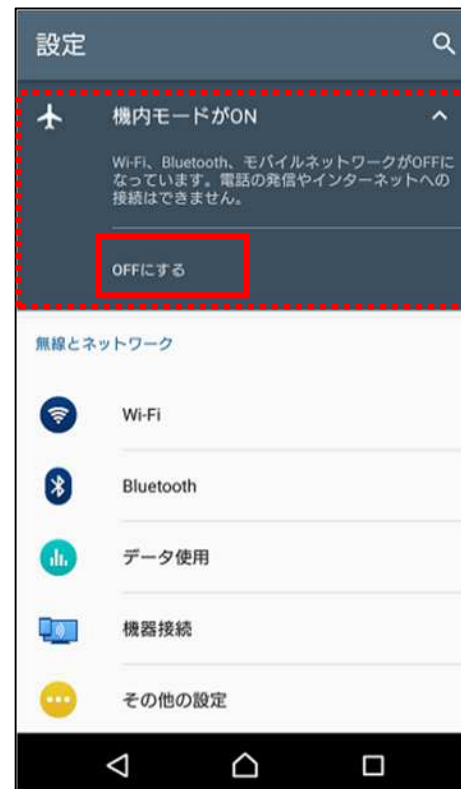 設定
機内モードがON
Wi-Fi、Bluetooth、モバイルネットワークがOFFに
なっています。電話の発信やインターネットへの
接続はできません。
OFFにする
無線とネットワーク
Wi-Fi
Bluetooth
データ使用
機器接続
その他の設定